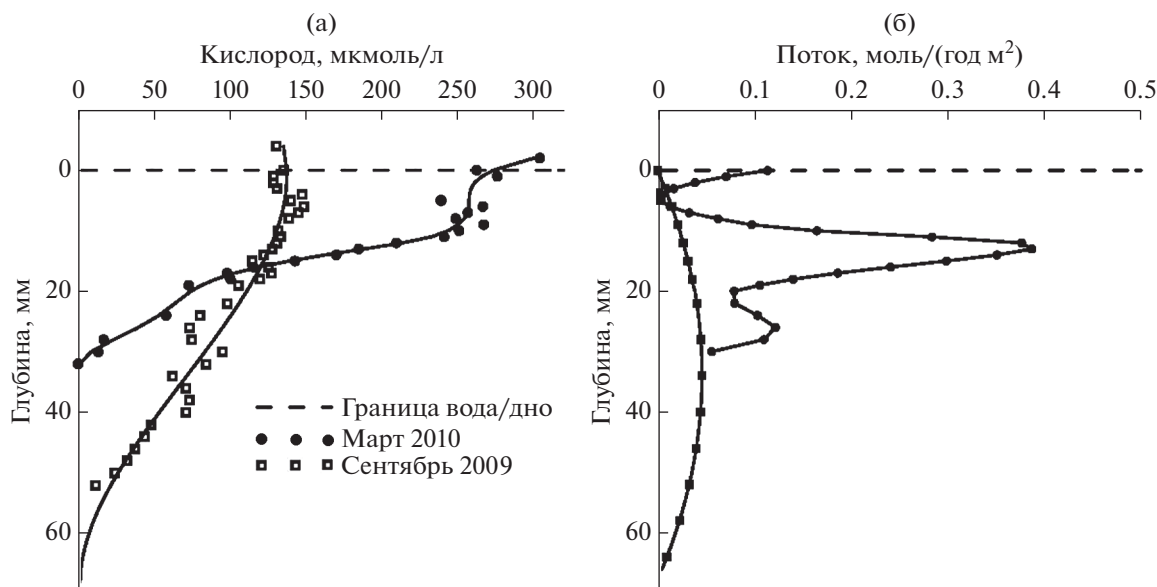 (а)
Кислород, мкмоль/л
0 50 100 150 200 250 300
0
20
40
60
Глубина, мм
Граница вода/дно
Март 2010
Сентябрь 2009
(б)
Поток, моль/(год м²)
0 0.1 0.2 0.3 0.4 0.5
0
20
40
60
Глубина, мм